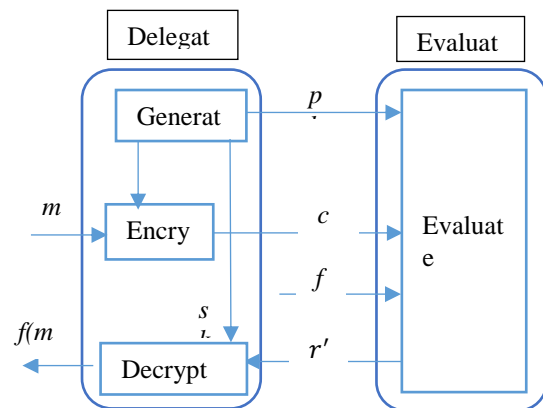 Delegat
Evaluat
Generat
p
m
Encry
c
Evaluat
e
f
s
f(m
Decrypt
r′